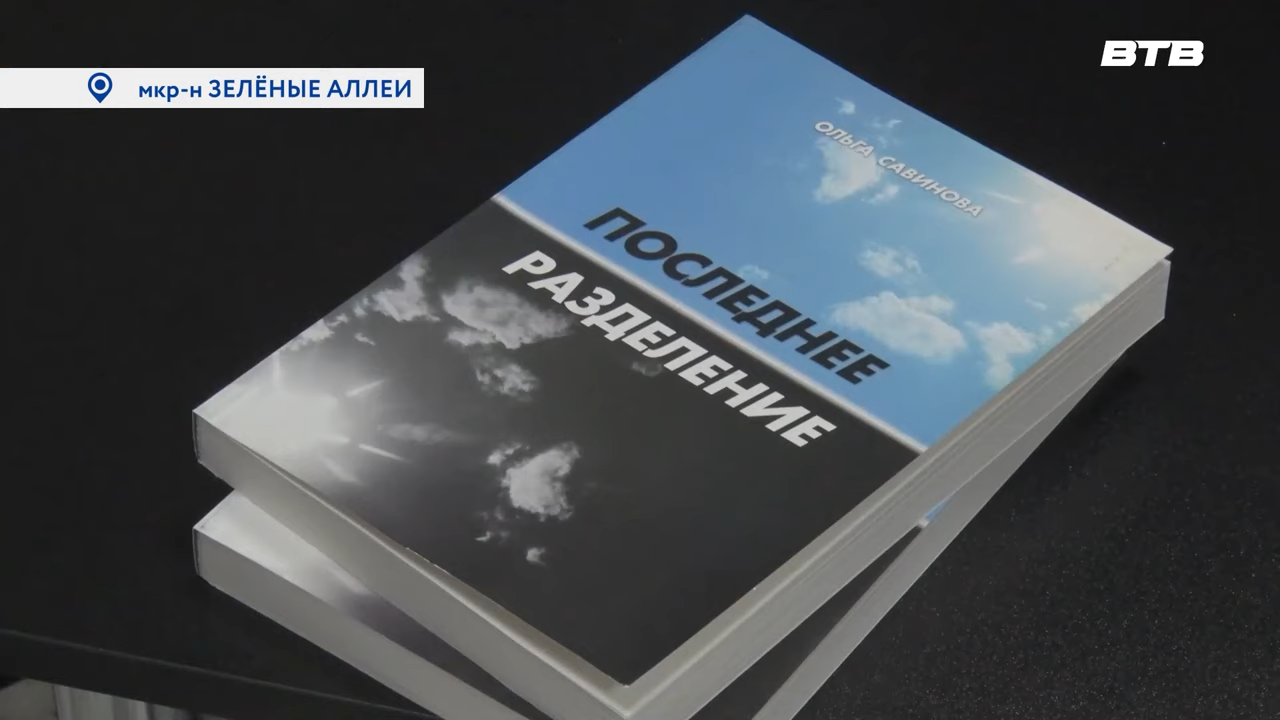 ВТВ
мкр-н ЗЕЛЁНЫЕ АЛЛЕИ
ОЛЬГА САВИНОВА
ПОСЛЕДНЕЕ
РАЗДЕЛЕНИЕ